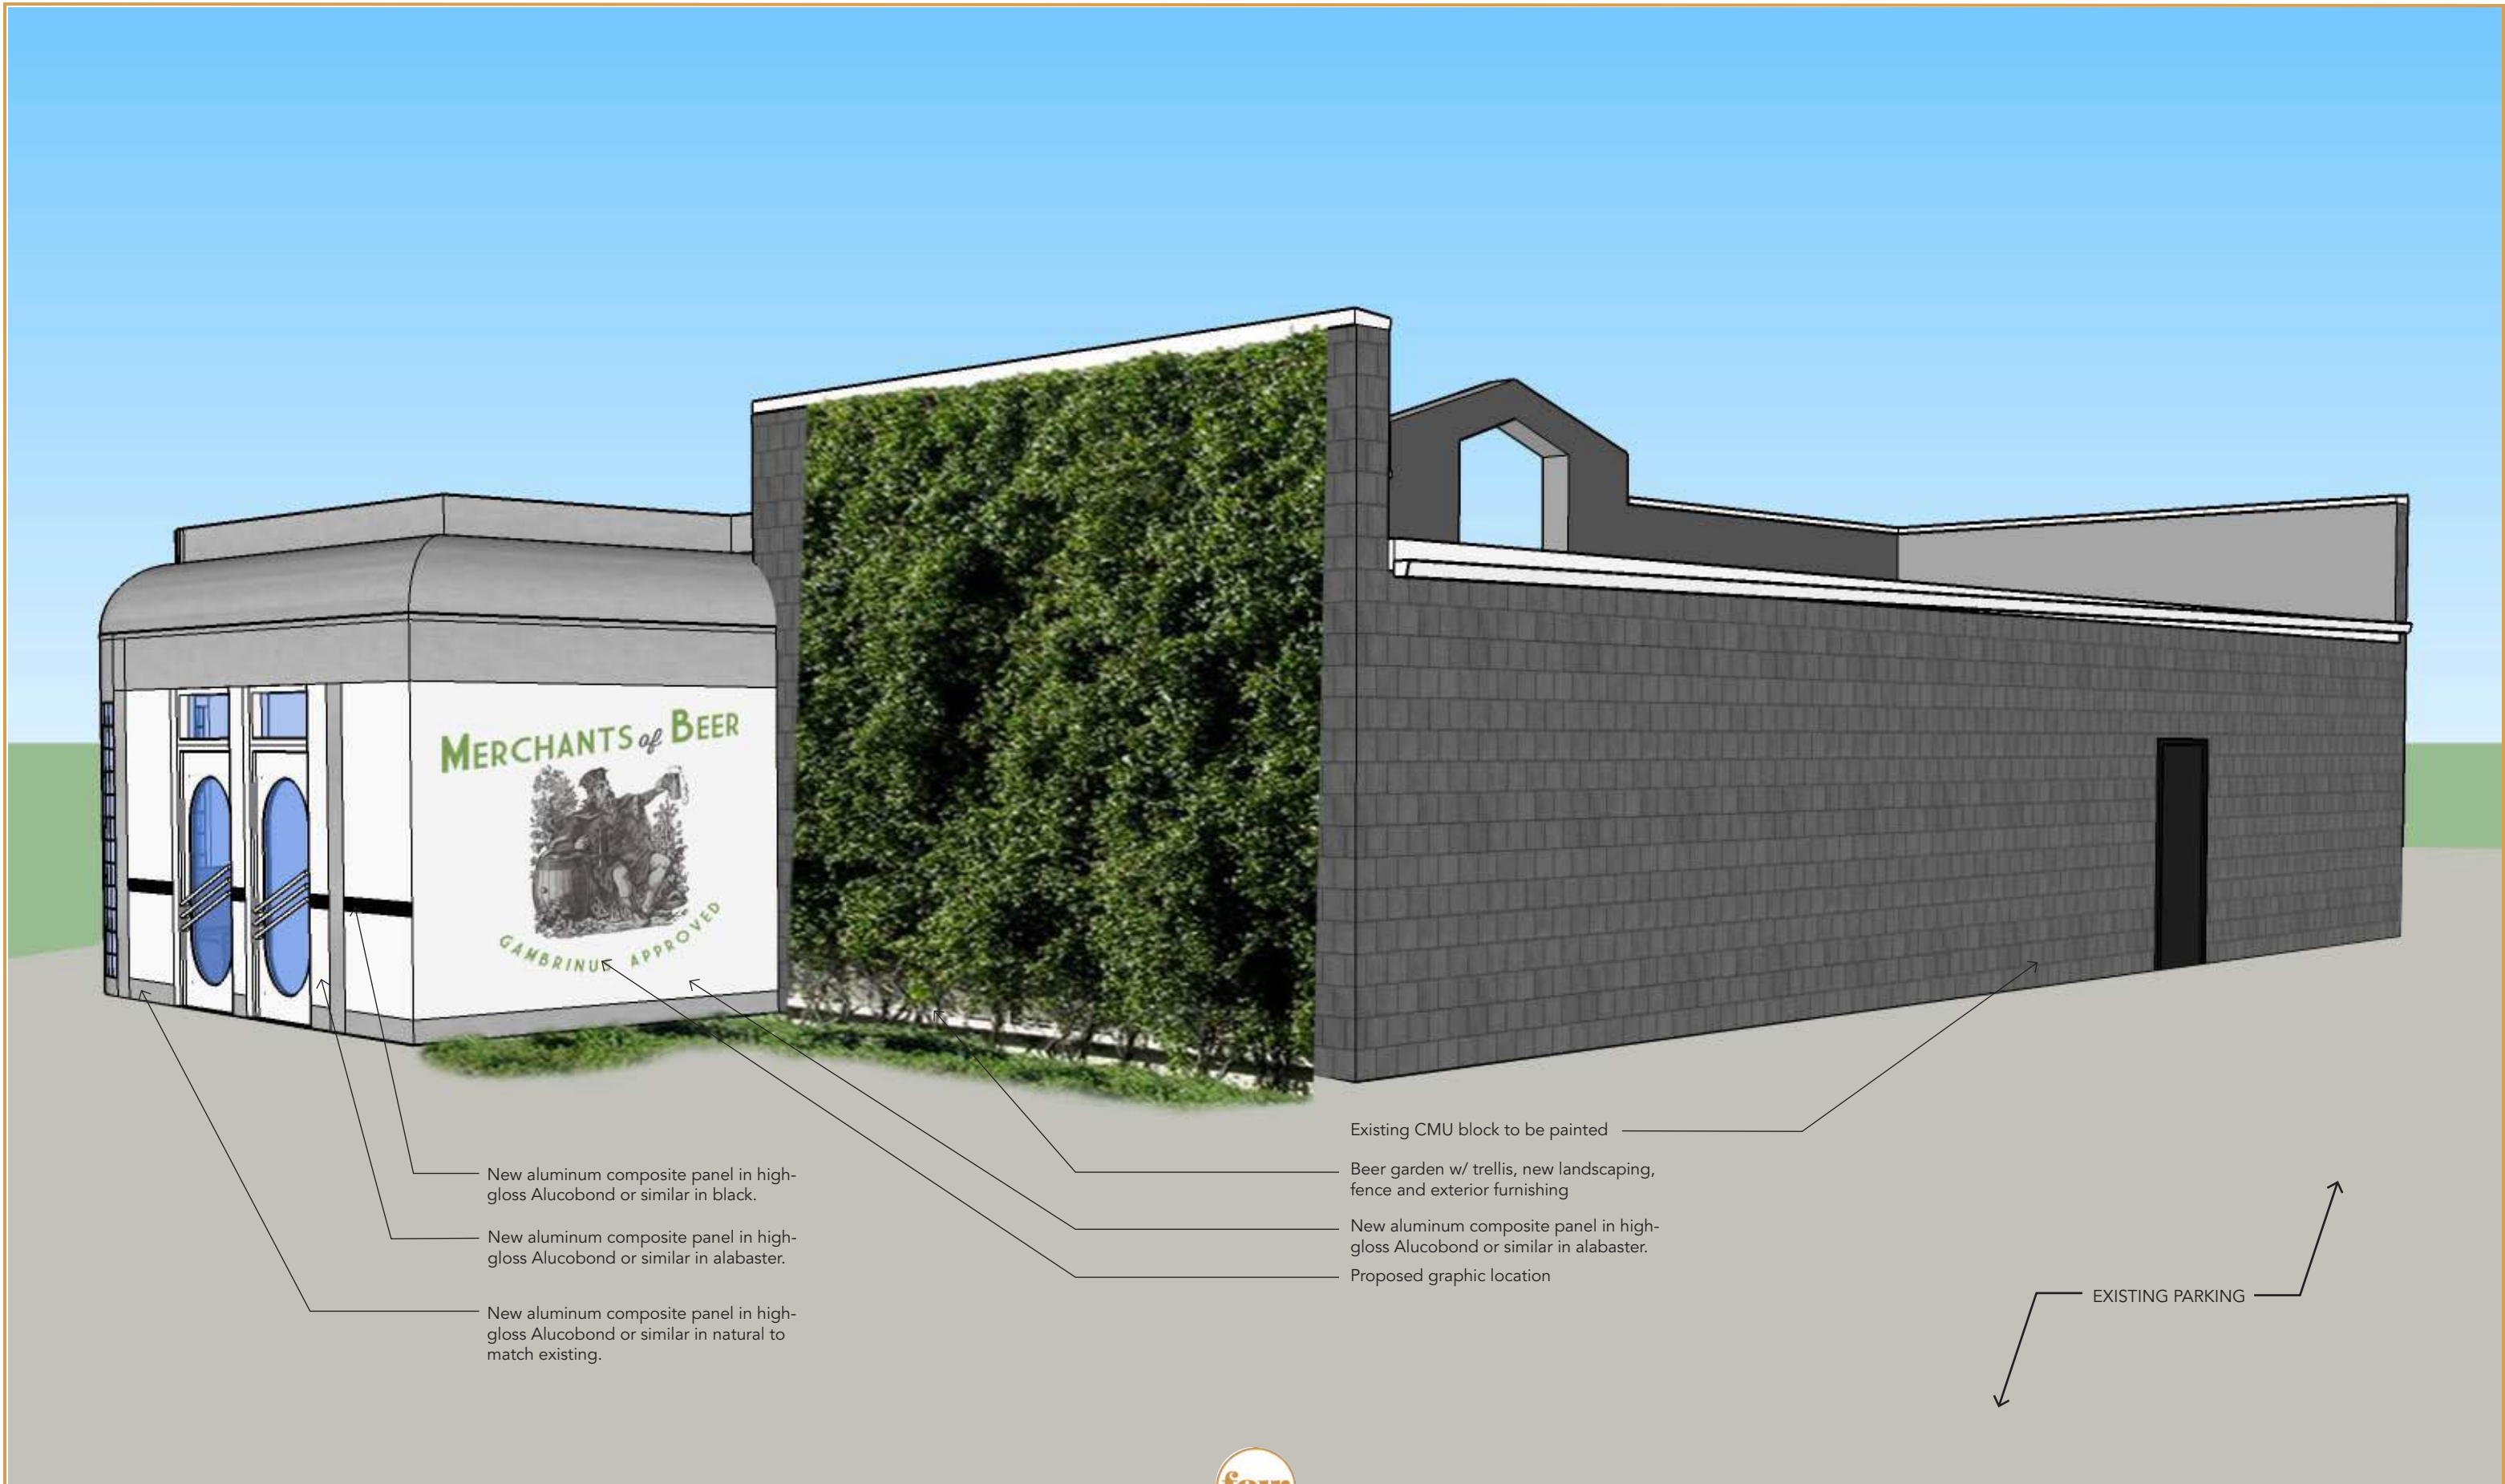 MERCHANTS of BEER
GAMBRINUS APPROVED
New aluminum composite panel in high-
gloss Alucobond or similar in black.
New aluminum composite panel in high-
gloss Alucobond or similar in alabaster.
New aluminum composite panel in high-
gloss Alucobond or similar in natural to
match existing.
Existing CMU block to be painted
Beer garden w/ trellis, new landscaping,
fence and exterior furnishing
New aluminum composite panel in high-
gloss Alucobond or similar in alabaster.
Proposed graphic location
EXISTING PARKING
four